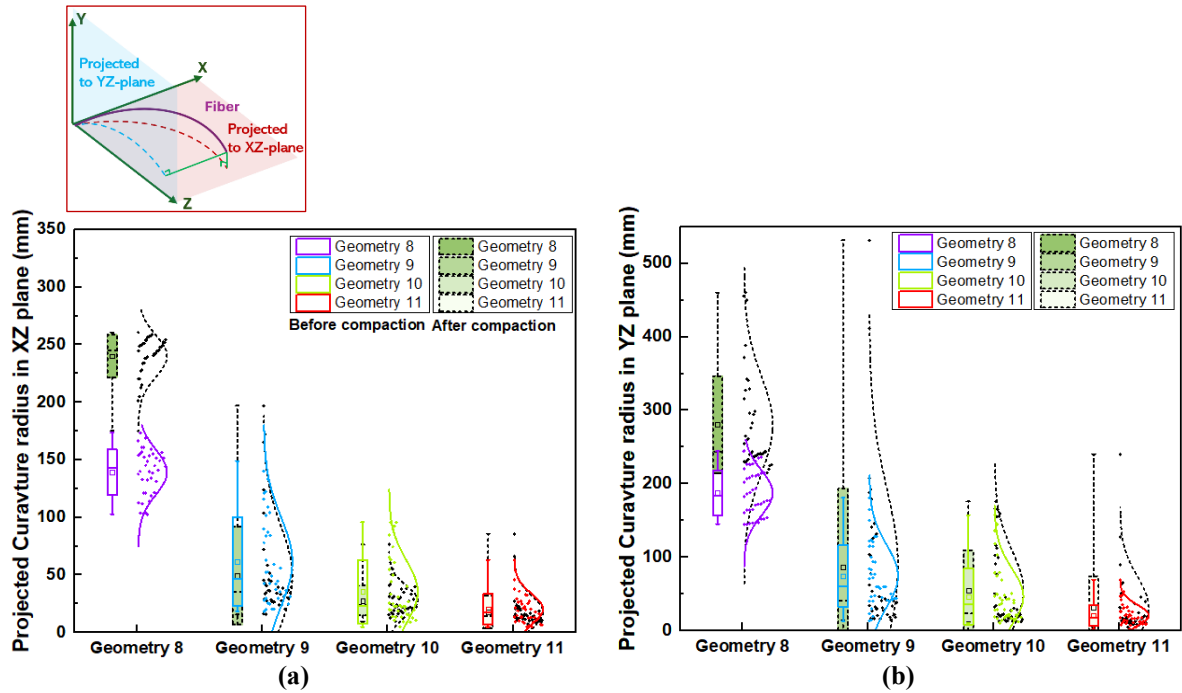 Y
Projected
to YZ-plane
X
Fiber
Projected
to XZ-plane
Z
Projected Curavture radius in XZ plane (mm)
350
300
250
200
150
100
50
0
Geometry 8
Geometry 9
Geometry 10
Geometry 11
Before compaction
Geometry 8
Geometry 9
Geometry 10
Geometry 11
After compaction
Geometry 8
Geometry 9
Geometry 10
Geometry 11
(a)
Projected Curavture radius in YZ plane (mm)
500
400
300
200
100
0
Geometry 8
Geometry 9
Geometry 10
Geometry 11
Geometry 8
Geometry 9
Geometry 10
Geometry 11
Geometry 8
Geometry 9
Geometry 10
Geometry 11
(b)